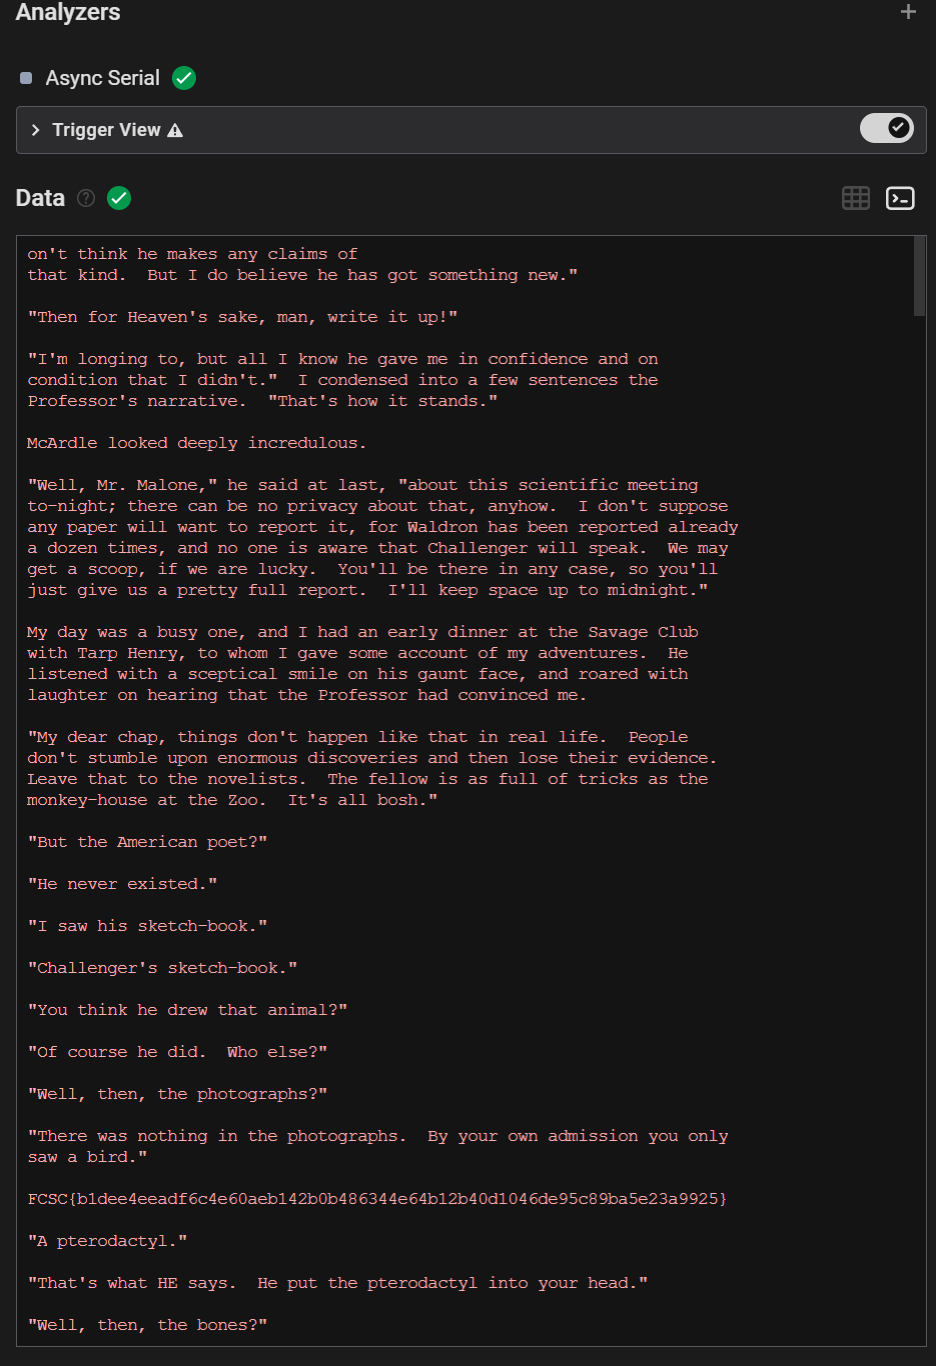 Analyzers
Async Serial
Trigger View
Data
on't think he makes any claims of
that kind.  But I do believe he has got something new."
"Then for Heaven's sake, man, write it up!"
"I'm longing to, but all I know he gave me in confidence and on
condition that I didn't."  I condensed into a few sentences the
Professor's narrative.  "That's how it stands."
McArdle looked deeply incredulous.
"Well, Mr. Malone," he said at last, "about this scientific meeting
to-night; there can be no privacy about that, anyhow.  I don't suppose
any paper will want to report it, for Waldron has been reported already
a dozen times, and no one is aware that Challenger will speak.  We may
get a scoop, if we are lucky.  You'll be there in any case, so you'll
just give us a pretty full report.  I'll keep space up to midnight."
My day was a busy one, and I had an early dinner at the Savage Club
with Tarp Henry, to whom I gave some account of my adventures.  He
listened with a sceptical smile on his gaunt face, and roared with
laughter on hearing that the Professor had convinced me.
"My dear chap, things don't happen like that in real life.  People
don't stumble upon enormous discoveries and then lose their evidence.
Leave that to the novelists.  The fellow is as full of tricks as the
monkey-house at the Zoo.  It's all bosh."
"But the American poet?"
"He never existed."
"I saw his sketch-book."
"Challenger's sketch-book."
"You think he drew that animal?"
"Of course he did.  Who else?"
"Well, then, the photographs?"
"There was nothing in the photographs.  By your own admission you only
saw a bird."
FCSC{b1dee4eeadf6c4e60aeb142b0b486344e64b12b40d1046de95c89ba5e23a9925}
"A pterodactyl."
"That's what HE says.  He put the pterodactyl into your head."
"Well, then, the bones?"